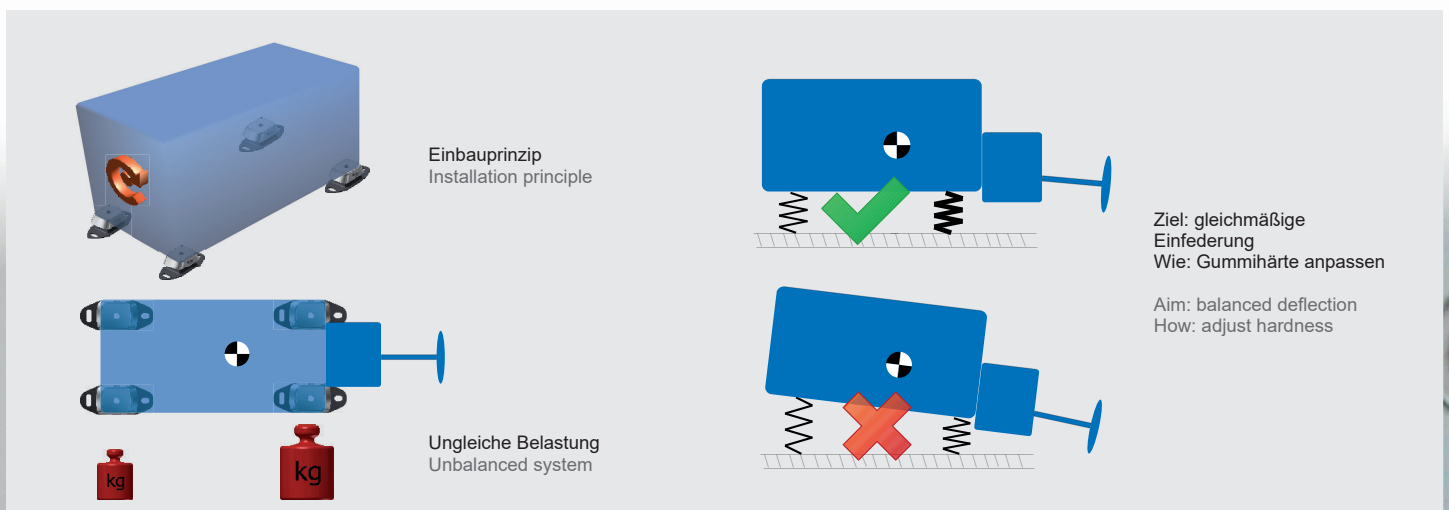 Einbauprinzip
Installation principle
kg
kg
Ungleiche Belastung
Unbalanced system
Ziel: gleichmäßige
Einfederung
Wie: Gummihärte anpassen
Aim: balanced deflection
How: adjust hardness